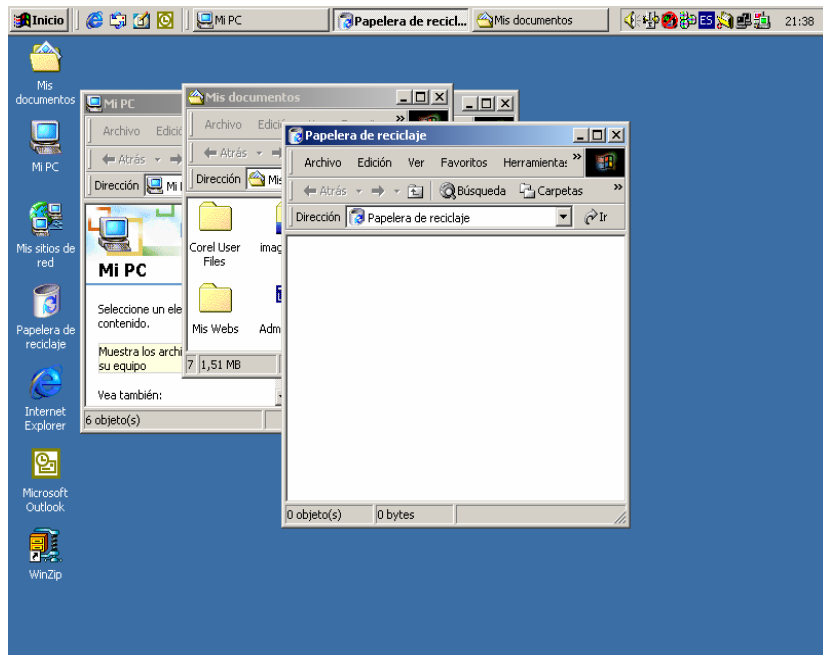 Inicio Mi PC Papelera de recicl... Mis documentos ES 21:38
Mis
documentos
Mi PC
Mis sitios de
red
Papelera de
reciclaje
Internet
Explorer
Microsoft
Outlook
WinZip
Mi PC
Archivo
Atrás
Dirección
Mi PC
Seleccione un
contenido.
Muestra los
su equipo
Vea también:
6 objeto(s)
Mis documentos
Archivo
Atrás
Dirección
Corel User
Files
Mis Webs
7 1,51 MB
Papelera de reciclaje
Archivo Edición Ver Favoritos »
Atrás Búsqueda Carpetas »
Dirección Papelera de reciclaje Ir
0 objeto(s) 0 bytes